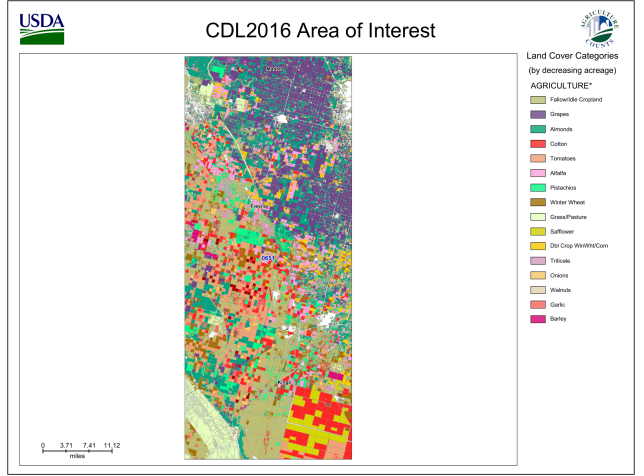 USDA
CDL2016 Area of Interest
AGRICULTURE
COUNTS
Land Cover Categories
(by decreasing acreage)
AGRICULTURE*
Fallow/Idle Cropland
Grapes
Almonds
Cotton
Tomatoes
Alfalfa
Pistachios
Winter Wheat
Grass/Pasture
Safflower
Dbl Crop WinWht/Corn
Triticale
Onions
Walnuts
Garlic
Barley
Madera
Fresno
0651
Kings
0 3.71 7.41 11.12
miles